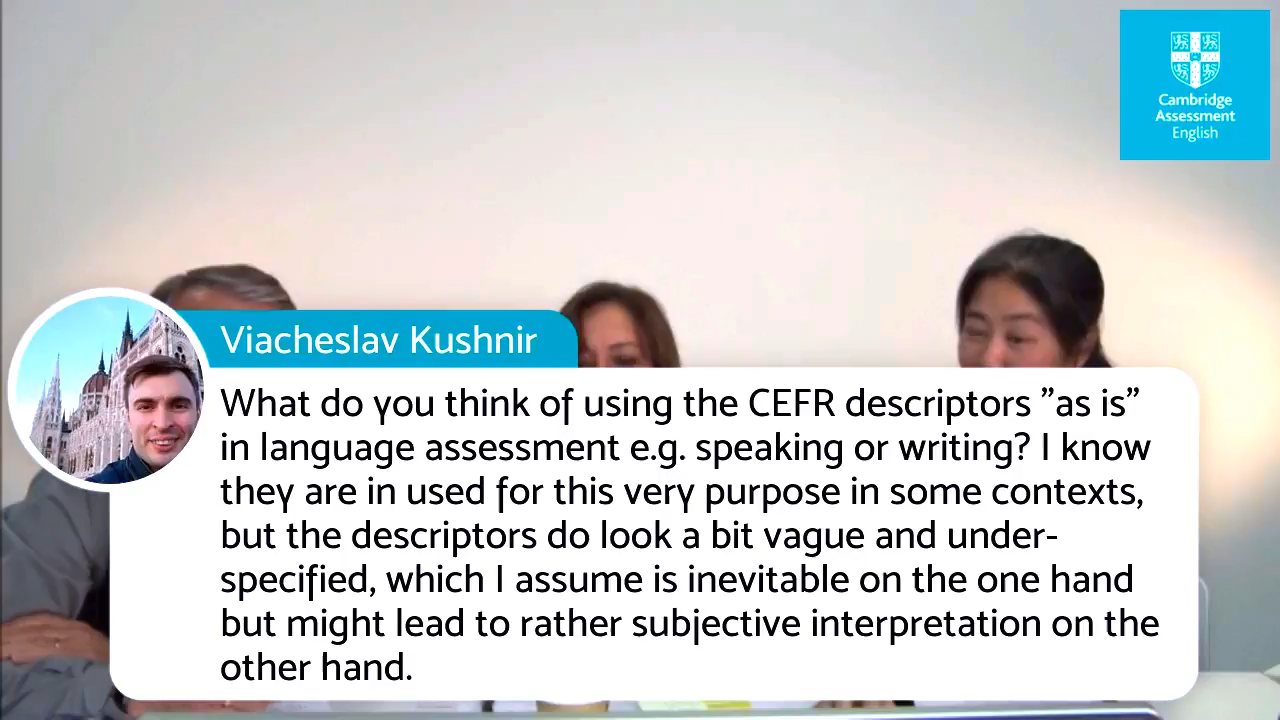 Cambridge
Assessment
English
Viacheslav Kushnir
What do you think of using the CEFR descriptors ”as is”
in language assessment e.g. speaking or writing? I know
they are in used for this very purpose in some contexts,
but the descriptors do look a bit vague and under-
specified, which I assume is inevitable on the one hand
but might lead to rather subjective interpretation on the
other hand.